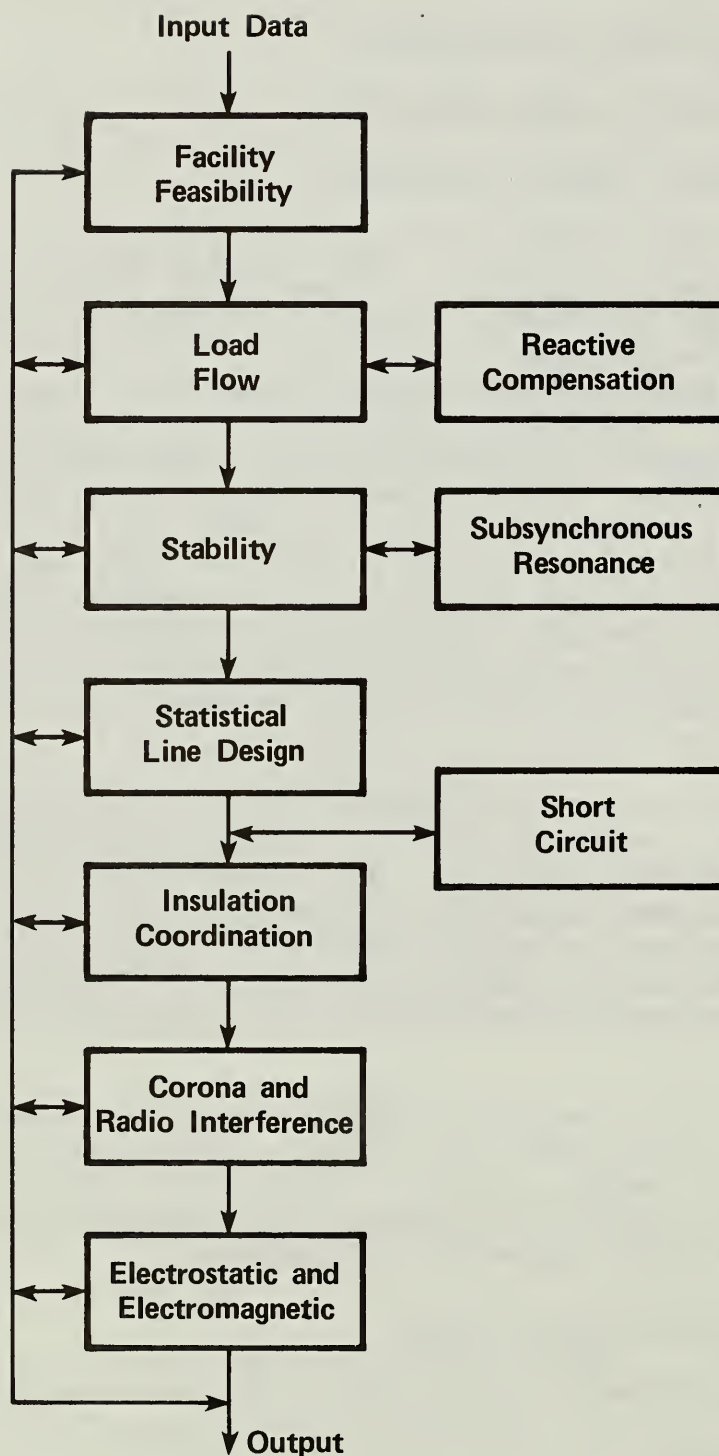 Input Data
Facility
Feasibility
Load
Flow
Reactive
Compensation
Stability
Subsynchronous
Resonance
Statistical
Line Design
Short
Circuit
Insulation
Coordination
Corona and
Radio Interference
Electrostatic and
Electromagnetic
Output